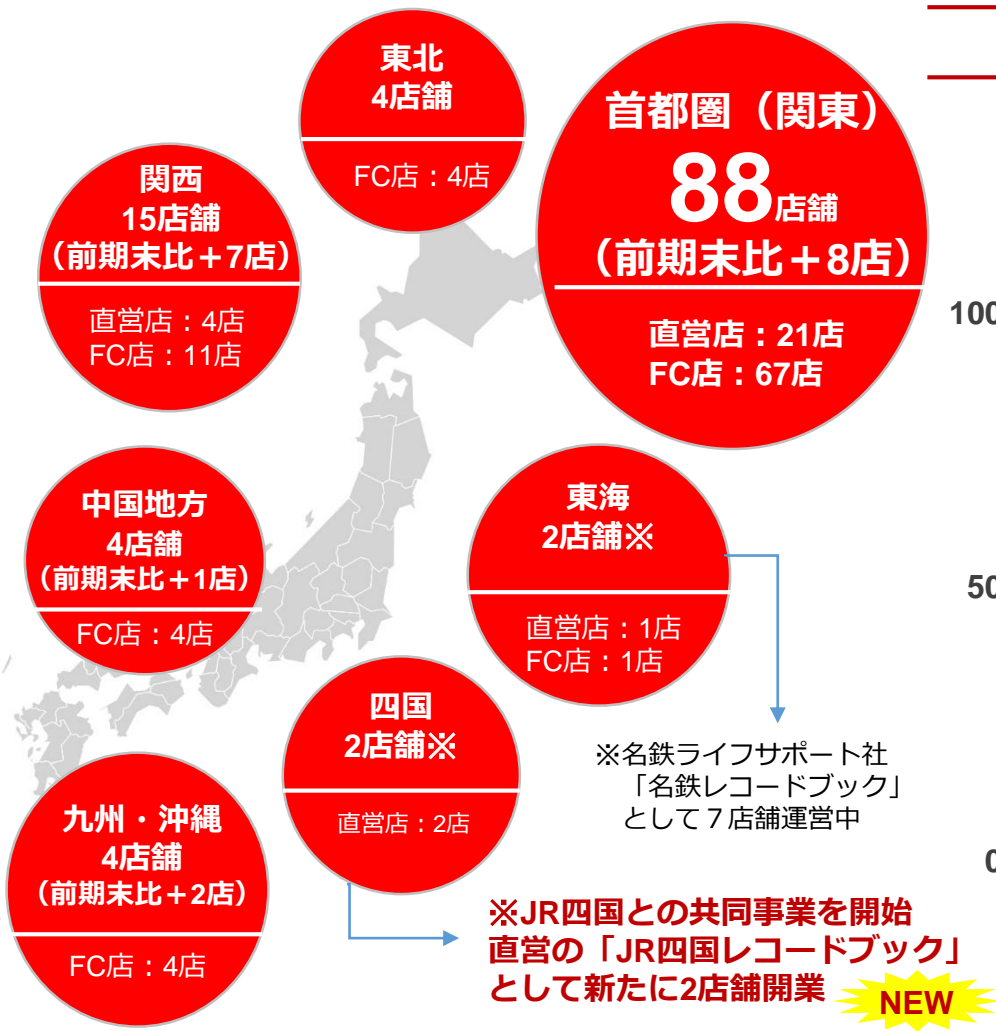 東北
4店舗
FC店：4店
首都圏（関東）
88店舗
（前期末比＋8店）
直営店：21店
FC店：67店
関西
15店舗
（前期末比＋7店）
直営店：4店
FC店：11店
中国地方
4店舗
（前期末比＋1店）
FC店：4店
東海
2店舗※
直営店：1店
FC店：1店
※名鉄ライフサポート社
「名鉄レコードブック」
として７店舗運営中
四国
2店舗※
直営店：2店
※JR四国との共同事業を開始
直営の「JR四国レコードブック」
として新たに2店舗開業
NEW
九州・沖縄
4店舗
（前期末比＋2店）
FC店：4店
100
50
0